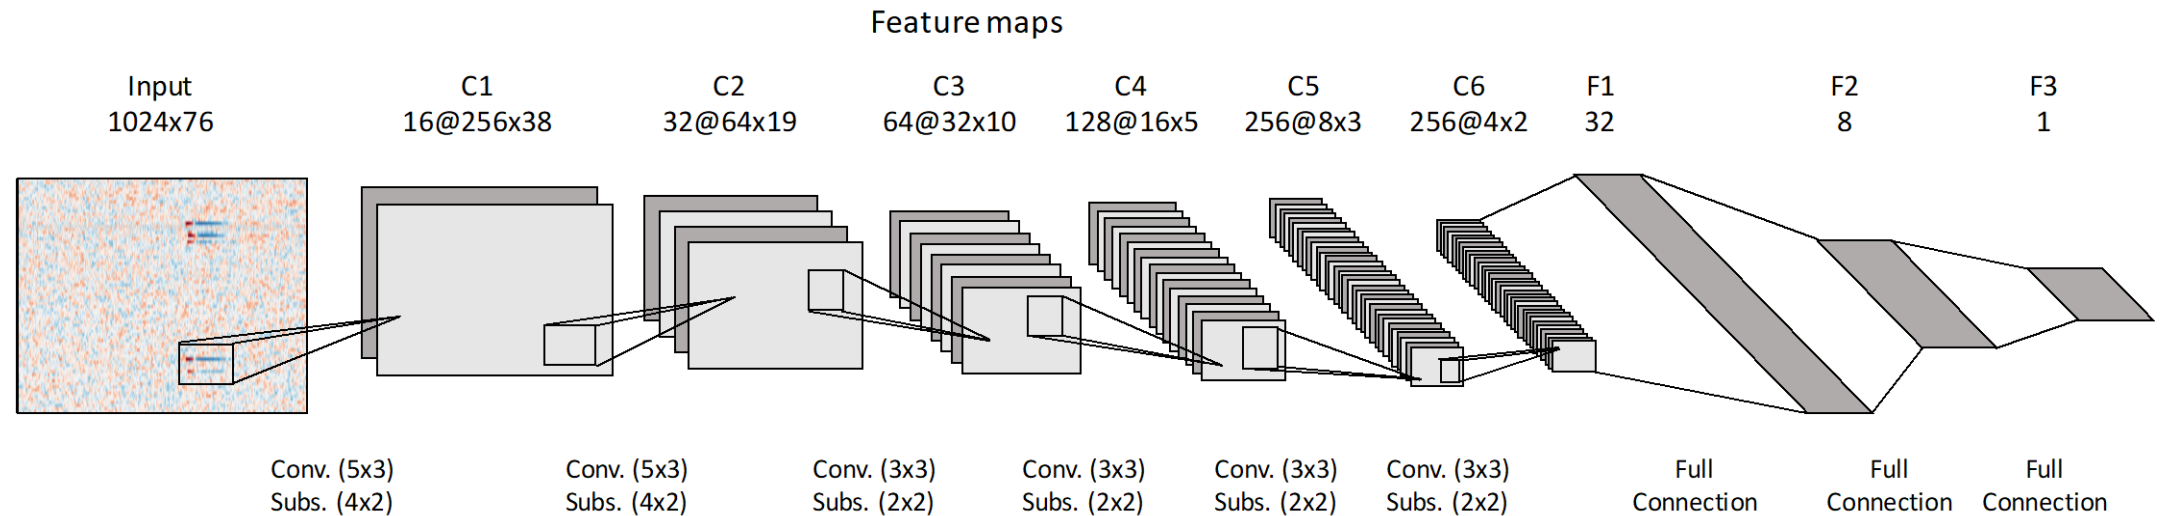 Feature maps
Input
1024x76
C1
16@256x38
C2
32@64x19
C3
64@32x10
C4
128@16x5
C5
256@8x3
C6
256@4x2
F1
32
F2
8
F3
1
Conv. (5x3)
Subs. (4x2)
Conv. (5x3)
Subs. (4x2)
Conv. (3x3)
Subs. (2x2)
Conv. (3x3)
Subs. (2x2)
Conv. (3x3)
Subs. (2x2)
Conv. (3x3)
Subs. (2x2)
Full
Connection
Full
Connection
Full
Connection